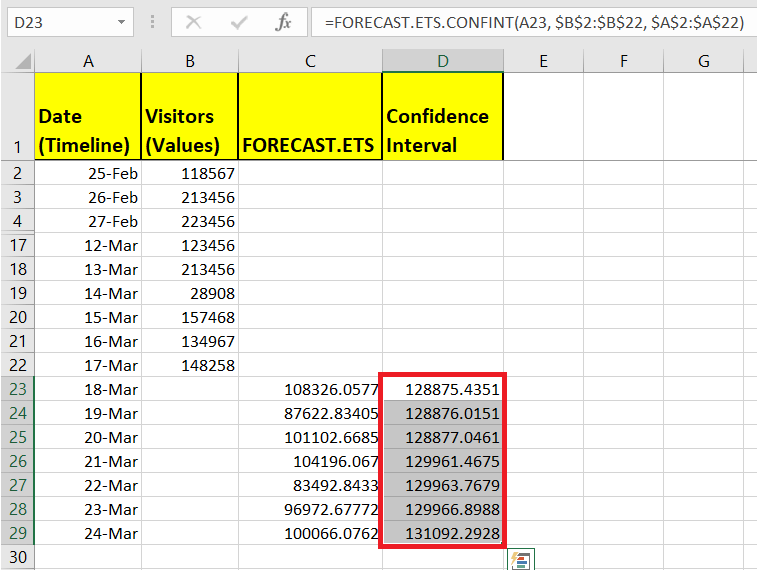 D23 fx =FORECAST.ETS.CONFINT(A23, $B$2:$B$22, $A$2:$A$22)
A B C D E F G
1 Date (Timeline) Visitors (Values) FORECAST.ETS Confidence Interval
2 25-Feb 118567
3 26-Feb 213456
4 27-Feb 223456
17 12-Mar 123456
18 13-Mar 213456
19 14-Mar 28908
20 15-Mar 157468
21 16-Mar 134967
22 17-Mar 148258
23 18-Mar 108326.0577 128875.4351
24 19-Mar 87622.83405 128876.0151
25 20-Mar 101102.6685 128877.0461
26 21-Mar 104196.067 129961.4675
27 22-Mar 83492.8433 129963.7679
28 23-Mar 96972.67772 129966.8988
29 24-Mar 100066.0762 131092.2928
30